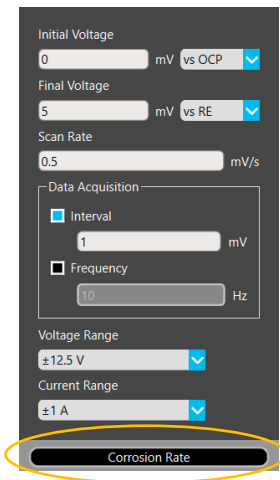 Initial Voltage
0 mV vs OCP
Final Voltage
5 mV vs RE
Scan Rate
0.5 mV/s
Data Acquisition
Interval
1 mV
Frequency
10 Hz
Voltage Range
±12.5 V
Current Range
±1 A
Corrosion Rate